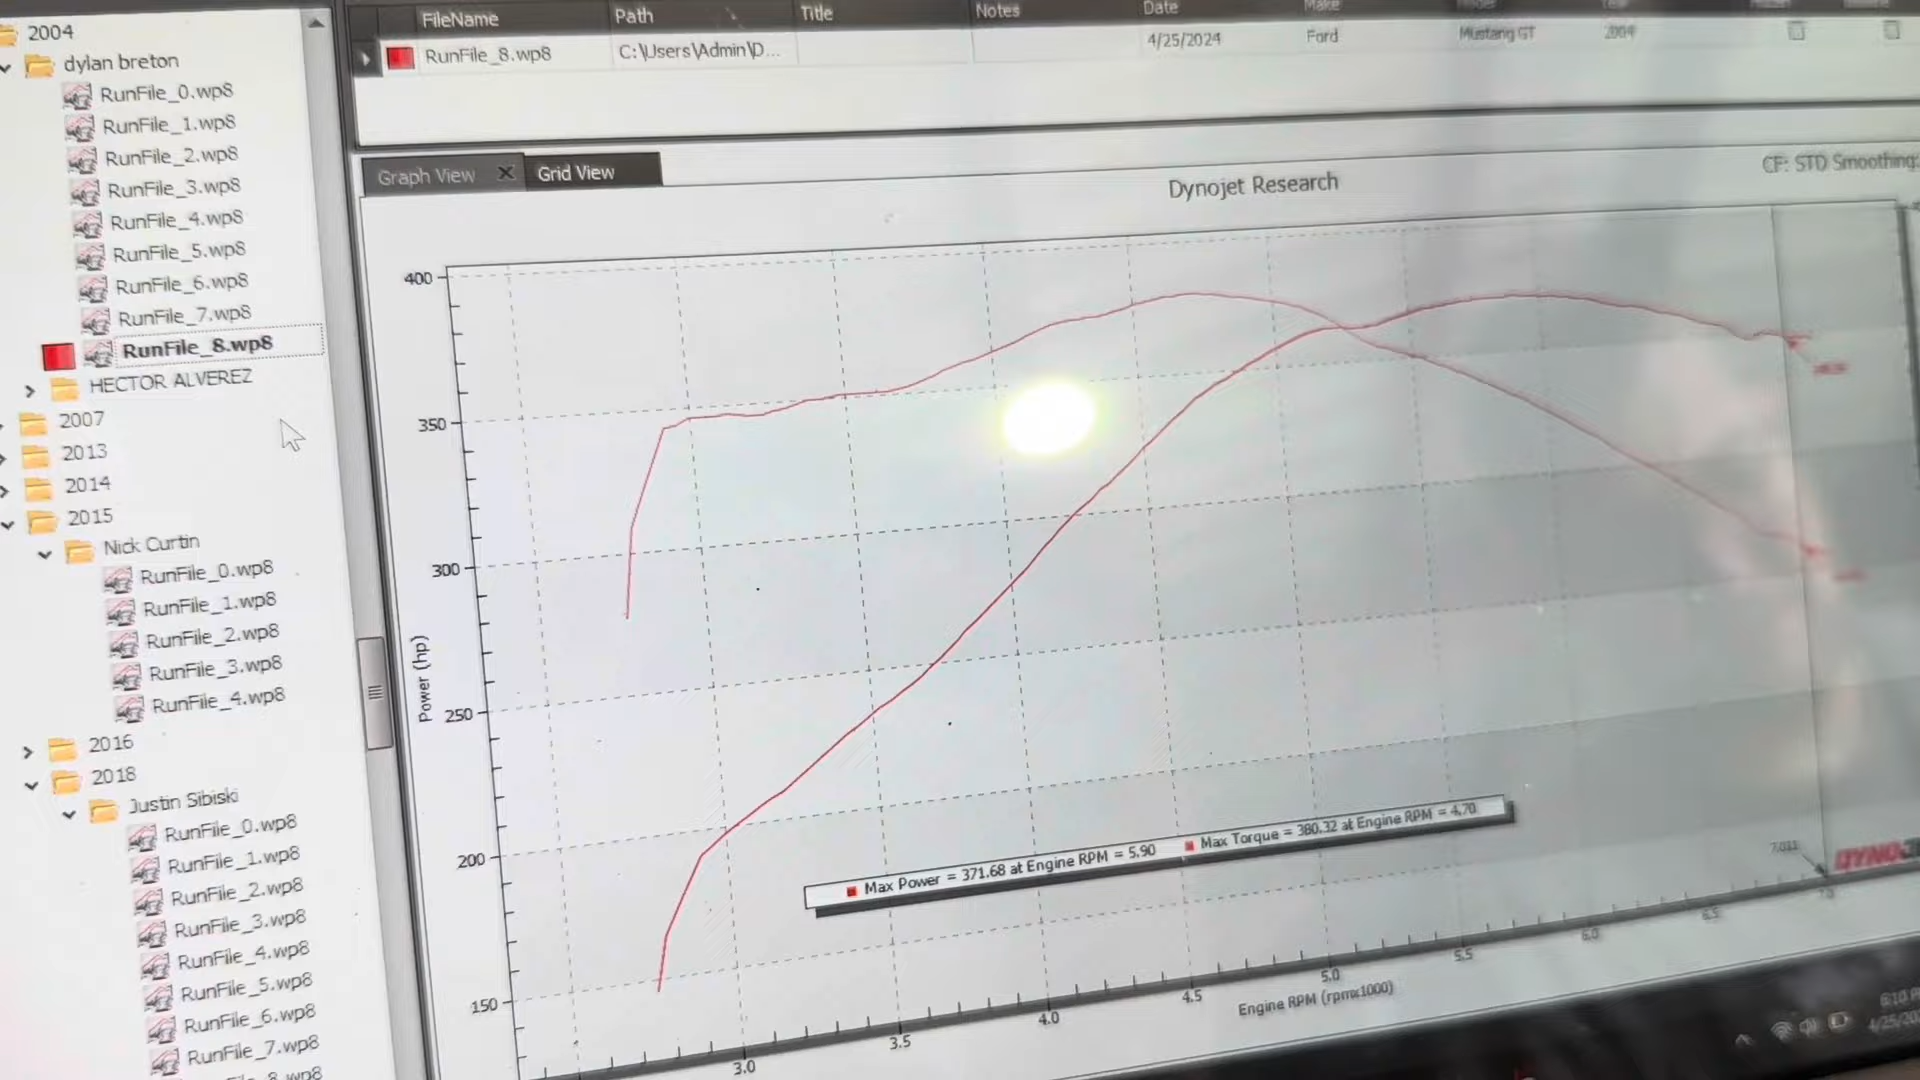 2004
dylan breton
RunFile_0.wp8
RunFile_1.wp8
RunFile_2.wp8
RunFile_3.wp8
RunFile_4.wp8
RunFile_5.wp8
RunFile_6.wp8
RunFile_7.wp8
RunFile_8.wp8
HECTOR ALVEREZ
2007
2013
2014
2015
Nick Curtin
RunFile_0.wp8
RunFile_1.wp8
RunFile_2.wp8
RunFile_3.wp8
RunFile_4.wp8
2016
2018
Justin Sibiski
RunFile_0.wp8
RunFile_1.wp8
RunFile_2.wp8
RunFile_3.wp8
RunFile_4.wp8
RunFile_5.wp8
RunFile_6.wp8
RunFile_7.wp8
FileName Path Title Notes Date Make
RunFile_8.wp8 C:\Users\Admin\D... 4/25/2024 Ford Mustang GT 2004
Graph View X Grid View
Dynojet Research
CF: STD Smoothing:
400
350
300
250
200
150
Power (hp)
Max Power = 371.68 at Engine RPM = 5.90 Max Torque = 380.32 at Engine RPM = 4.70
7.011
3.0 3.5 4.0 4.5 5.0 5.5 6.0 6.5 7.0
Engine RPM (rpmx1000)